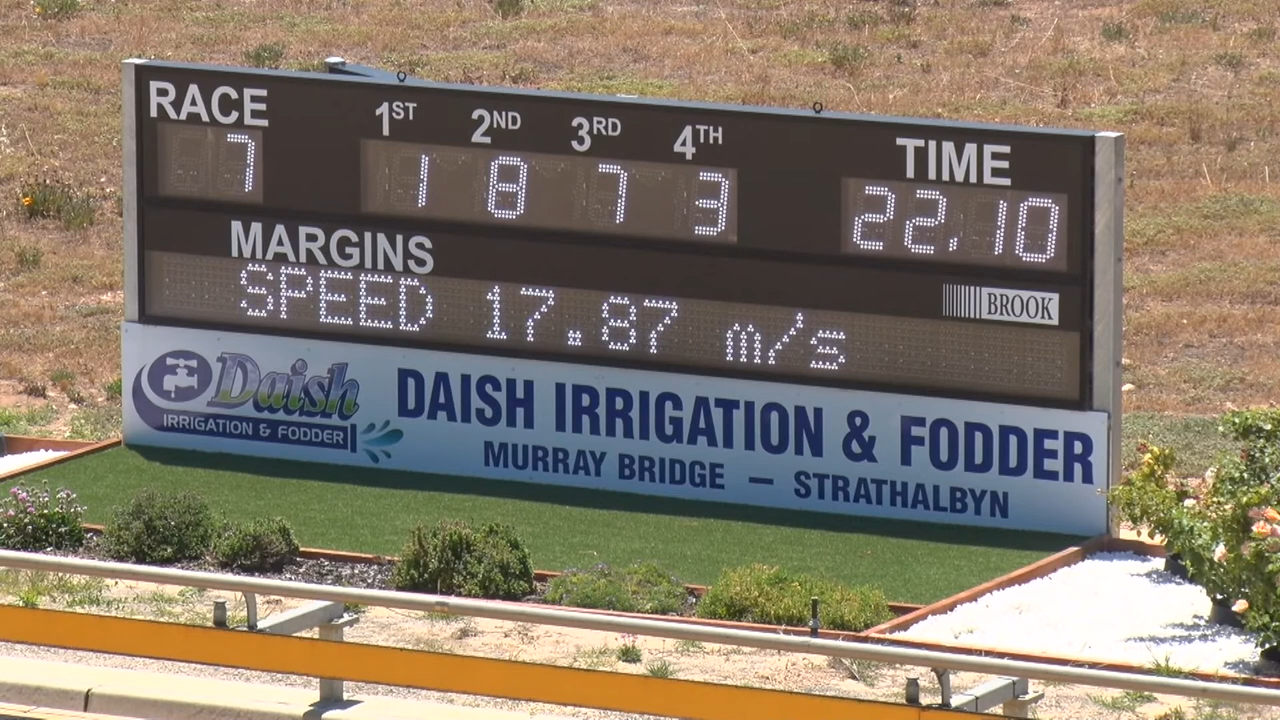 RACE 1ST 2ND 3RD 4TH TIME
7 1 8 7 3 22.10
MARGINS
SPEED 17.87 m/s
BROOK
Daish
IRRIGATION & FODDER
DAISH IRRIGATION & FODDER
MURRAY BRIDGE – STRATHALBYN